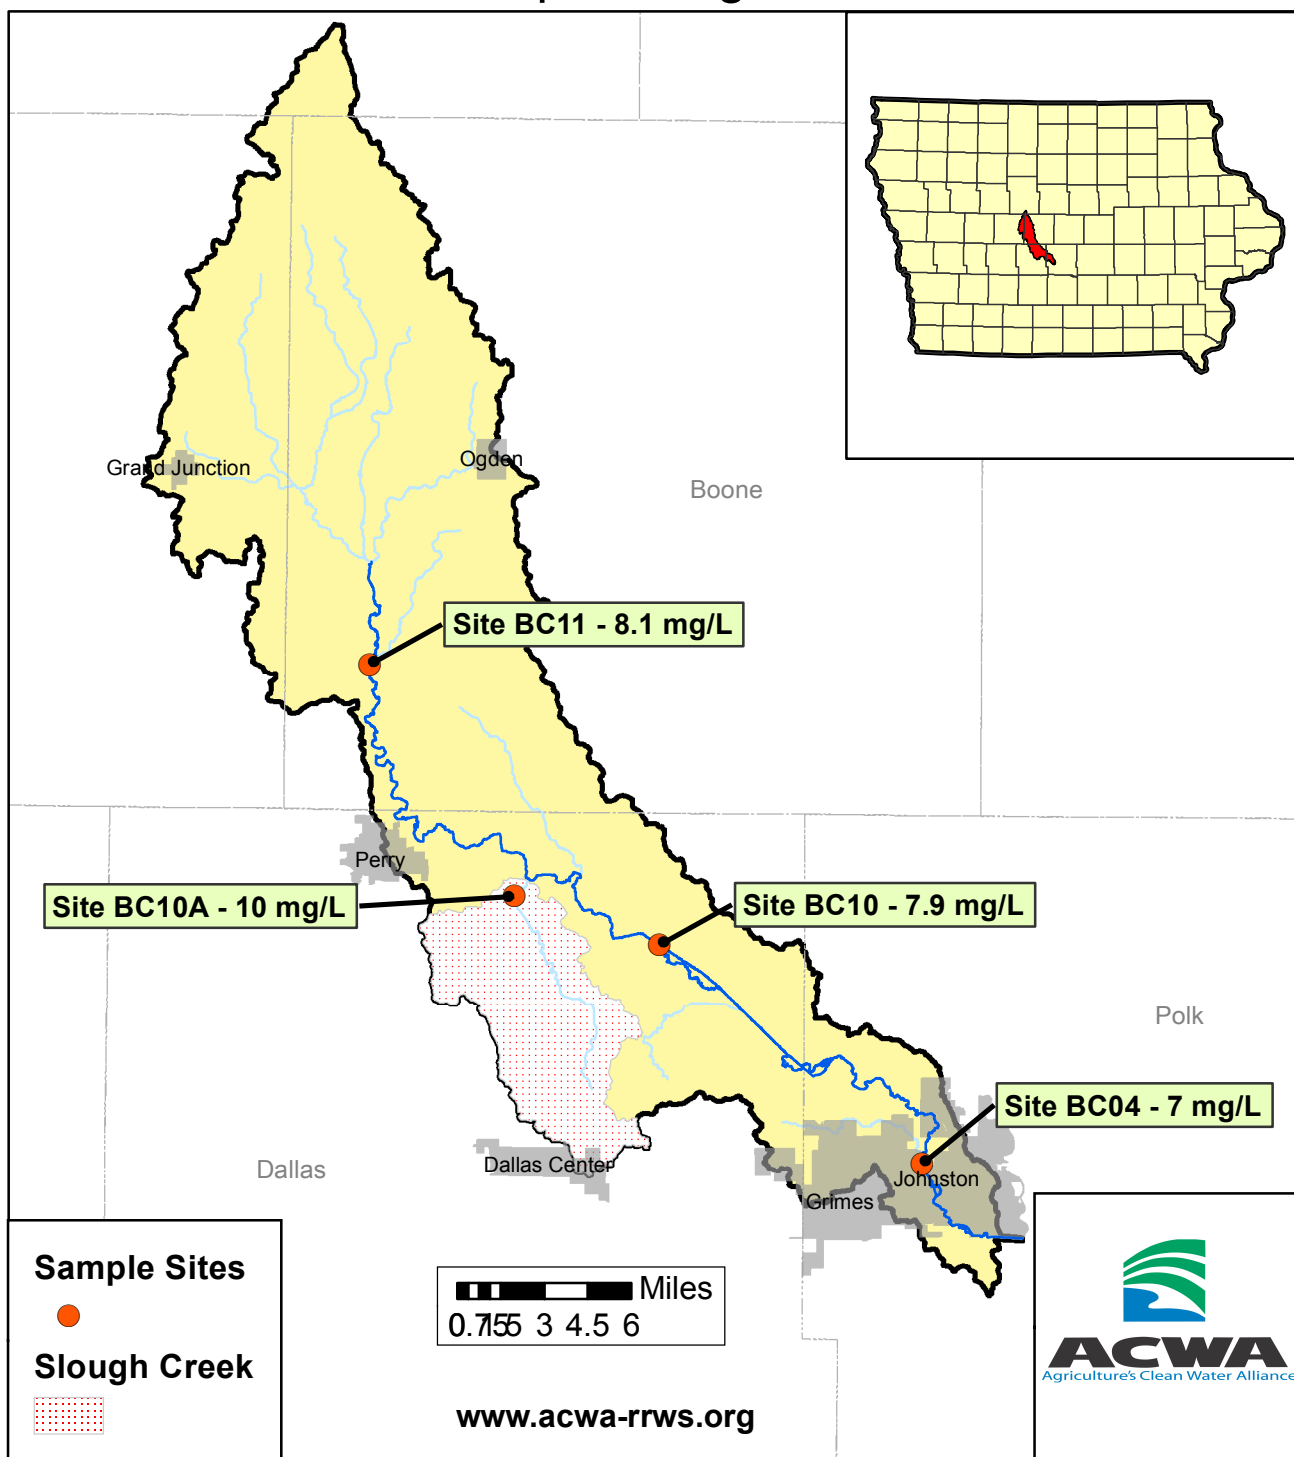 Grand Junction
Ogden
Boone
Site BC11 - 8.1 mg/L
Perry
Site BC10A - 10 mg/L
Site BC10 - 7.9 mg/L
Polk
Site BC04 - 7 mg/L
Dallas
Dallas Center
Johnston
Grimes
Sample Sites
Slough Creek
Miles
3 4.5 6
www.acwa-rrws.org
ACWA
Agriculture's Clean Water Alliance